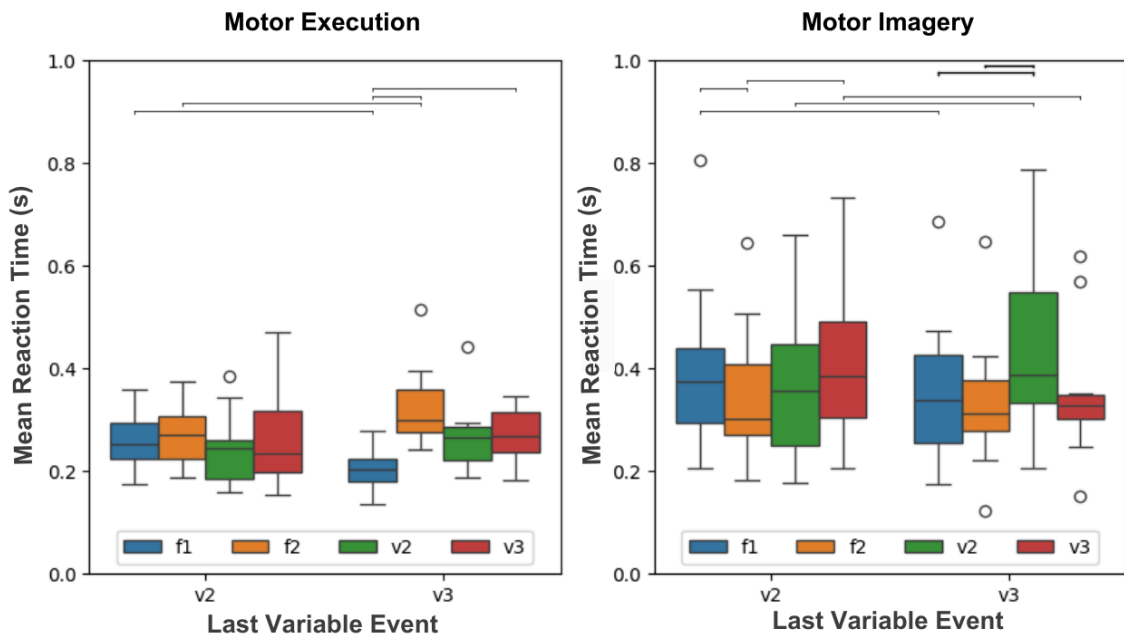 Motor Execution
Motor Imagery
Mean Reaction Time (s)
1.0
0.8
0.6
0.4
0.2
0.0
f1 f2 v2 v3
v2 v3
Last Variable Event
Mean Reaction Time (s)
1.0
0.8
0.6
0.4
0.2
0.0
f1 f2 v2 v3
v2 v3
Last Variable Event